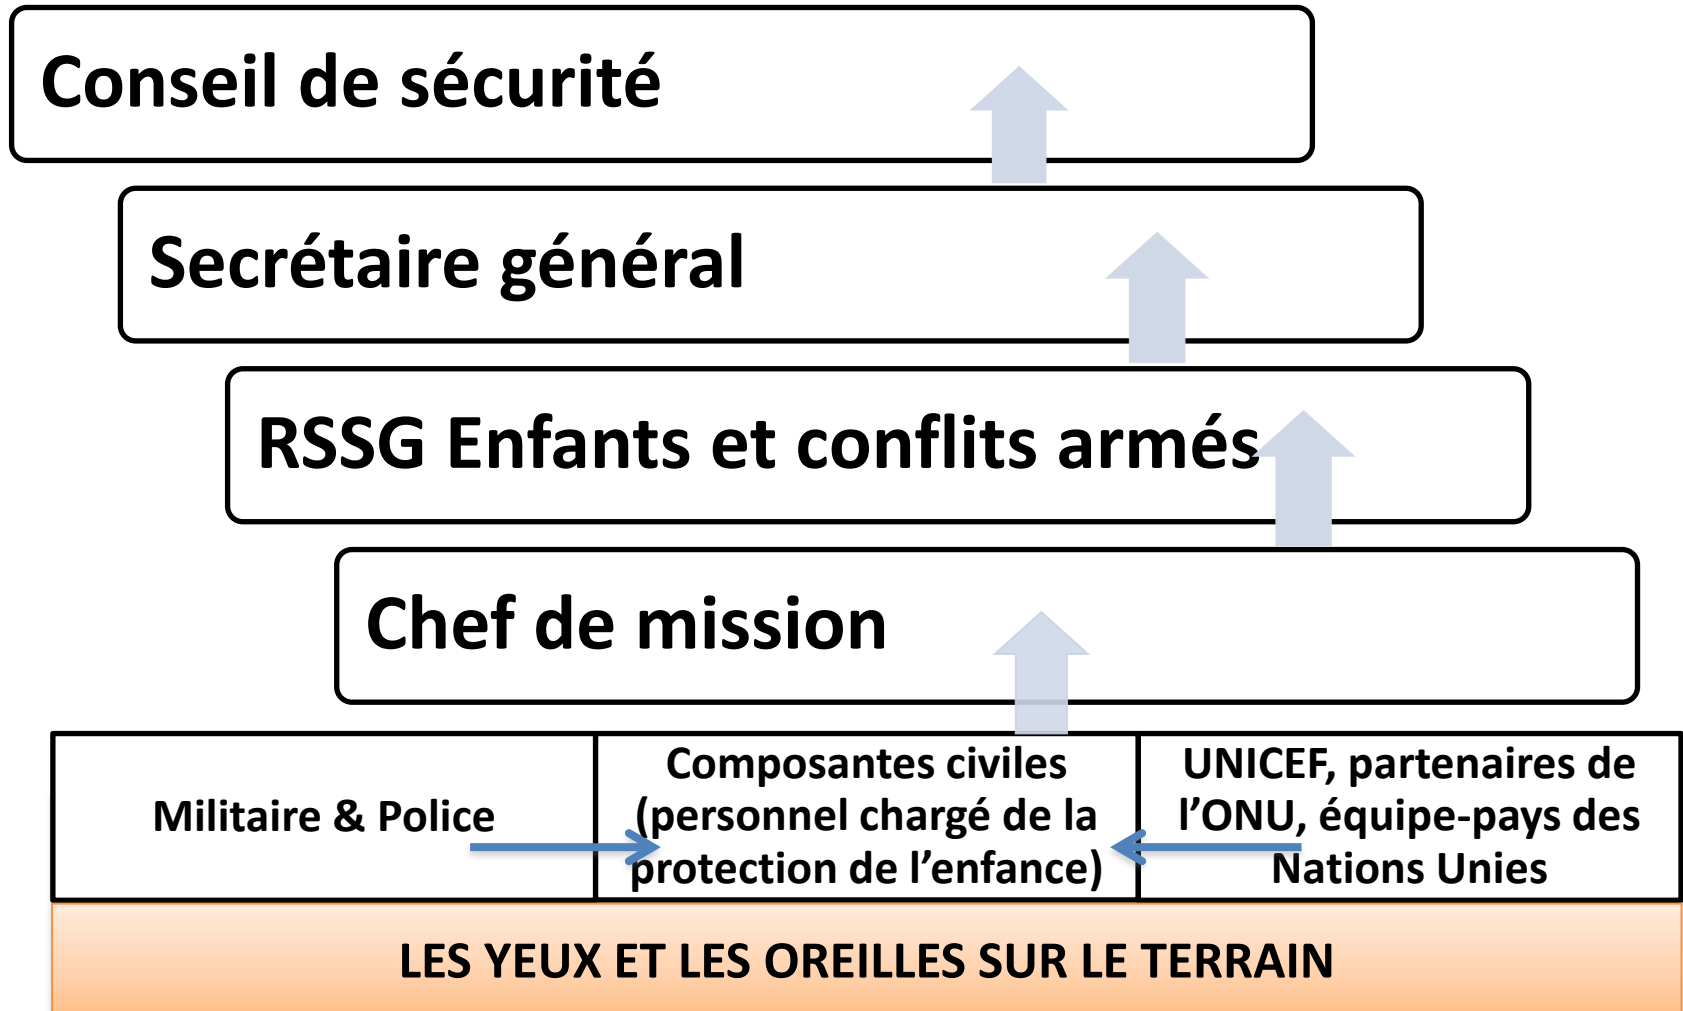 Conseil de sécurité
Secrétaire général
RSSG Enfants et conflits armés
Chef de mission
Militaire & Police
Composantes civiles
(personnel chargé de la
protection de l’enfance)
UNICEF, partenaires de
l’ONU, équipe-pays des
Nations Unies
LES YEUX ET LES OREILLES SUR LE TERRAIN